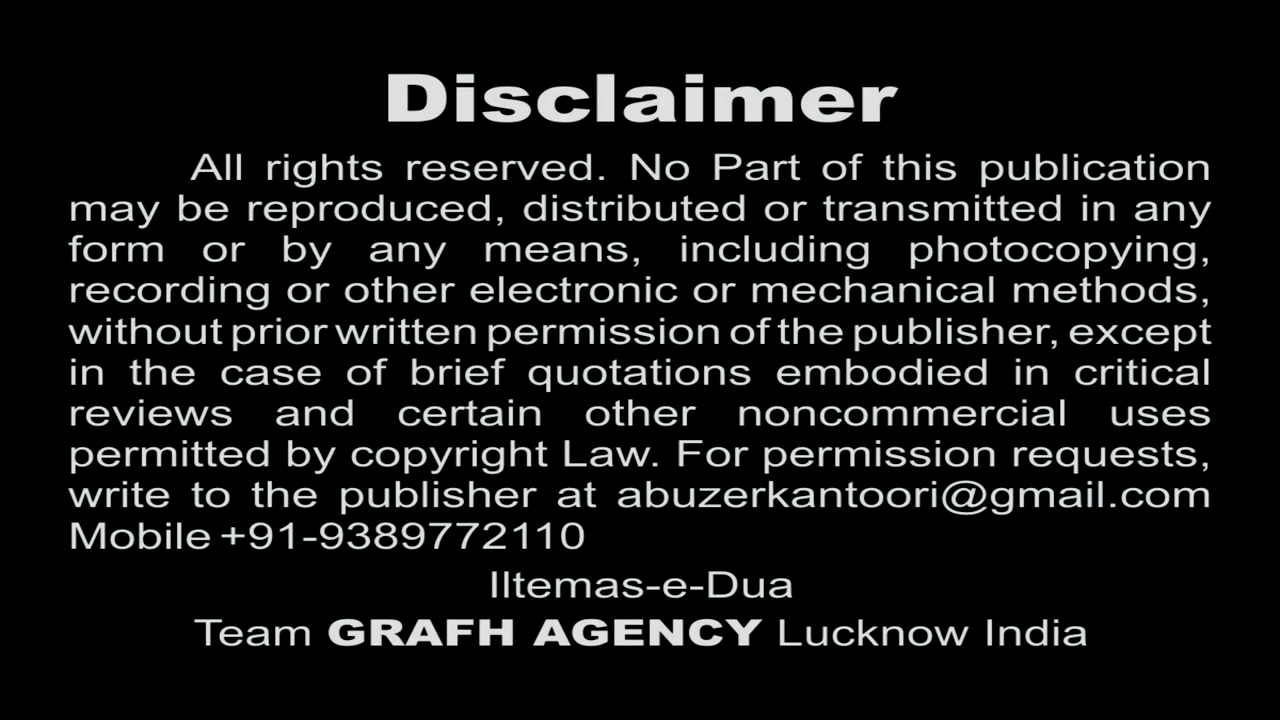 Disclaimer
All rights reserved. No Part of this publication
may be reproduced, distributed or transmitted in any
form or by any means, including photocopying,
recording or other electronic or mechanical methods,
without prior written permission of the publisher, except
in the case of brief quotations embodied in critical
reviews and certain other noncommercial uses
permitted by copyright Law. For permission requests,
write to the publisher at abuzerkantoori@gmail.com
Mobile +91-9389772110
Iltemas-e-Dua
Team GRAFH AGENCY Lucknow India